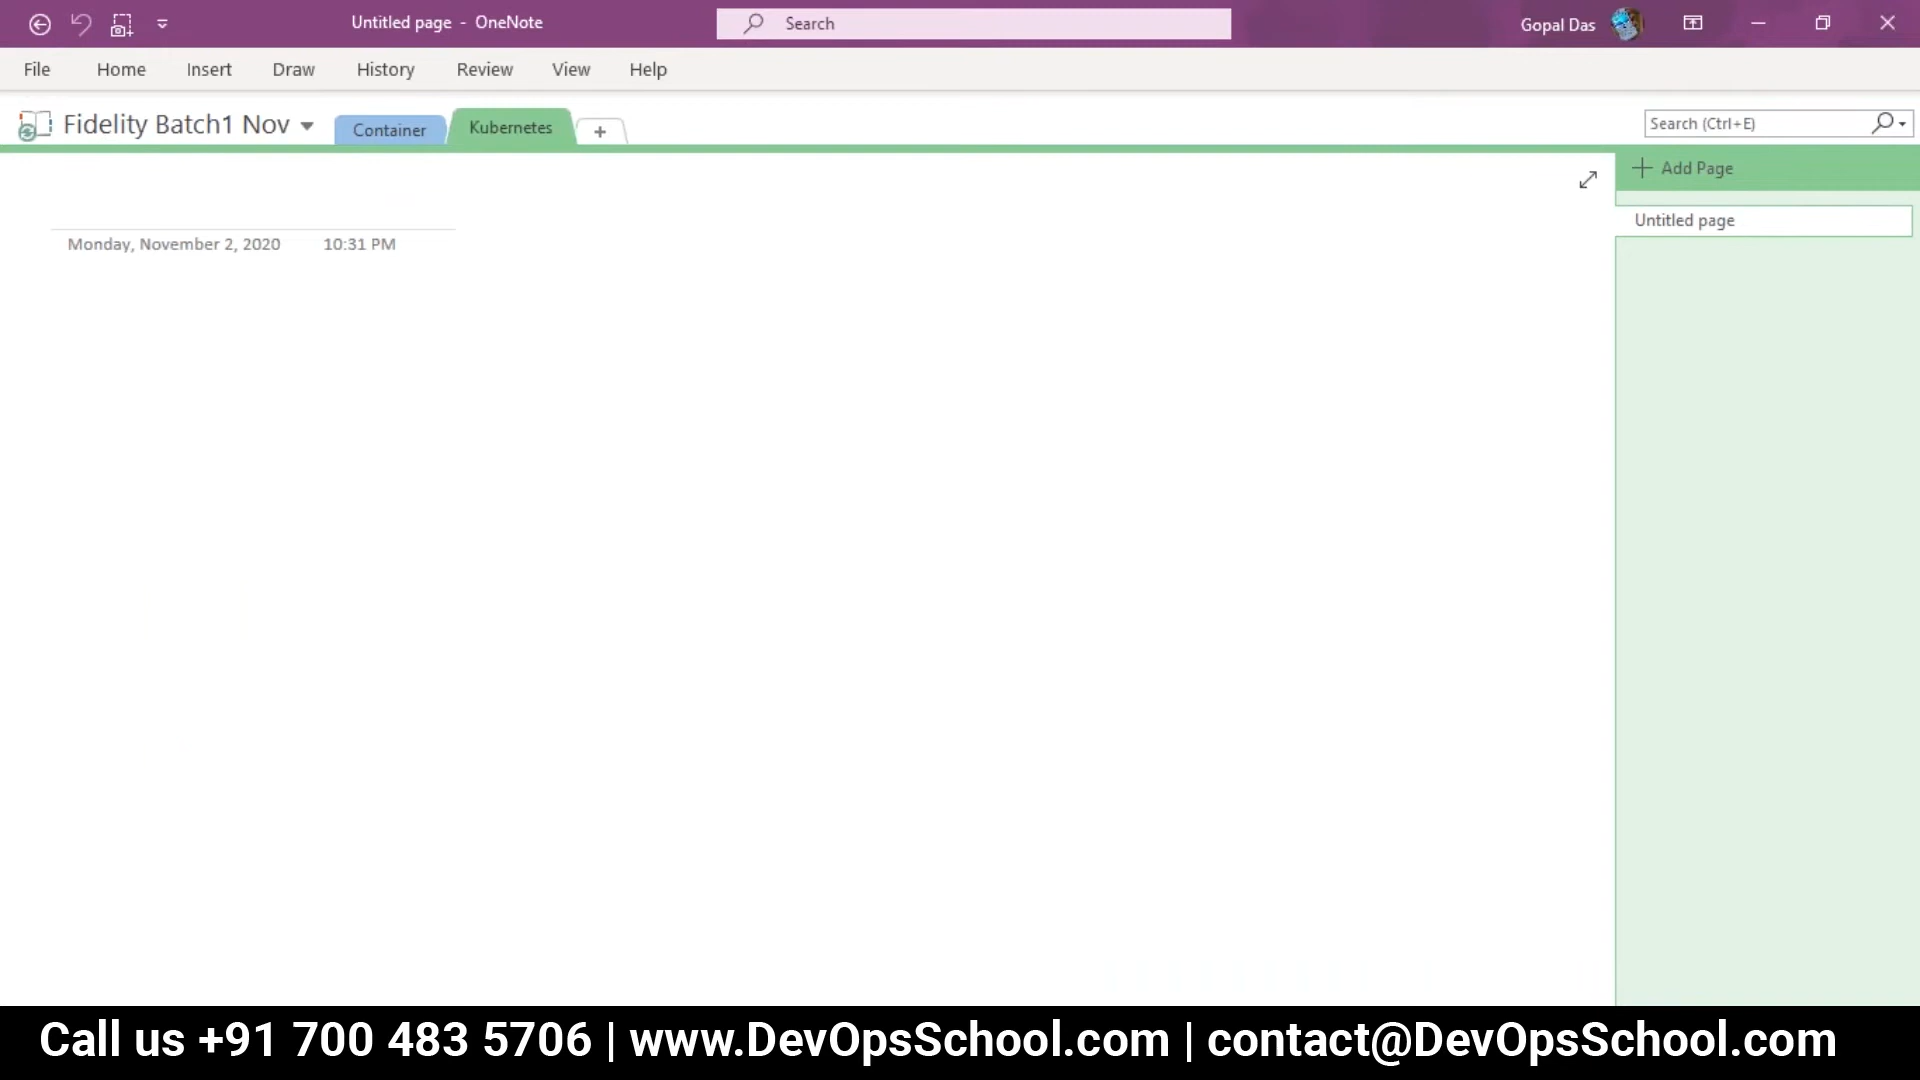 Untitled page - OneNote
Search
Gopal Das
File Home Insert Draw History Review View Help
Fidelity Batch1 Nov
Container
Kubernetes
+
Search (Ctrl+E)
Add Page
Untitled page
Monday, November 2, 2020 10:31 PM
Call us +91 700 483 5706 | www.DevOpsSchool.com | contact@DevOpsSchool.com